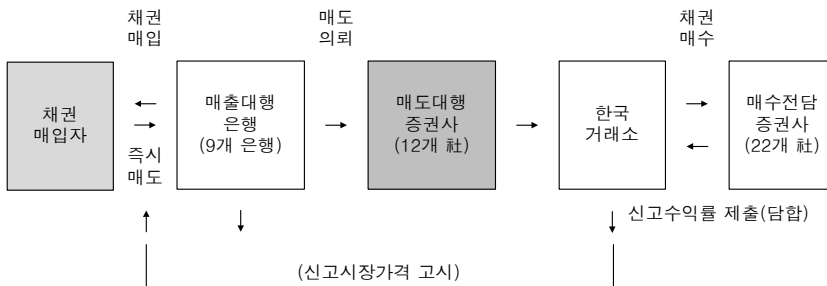 채권
매입
매도
의뢰
채권
매수
채권
매입자
즉시
매도
매출대행
은행
(9개 은행)
매도대행
증권사
(12개 社)
한국
거래소
매수전담
증권사
(22개 社)
신고수익률 제출(담합)
(신고시장가격 고시)